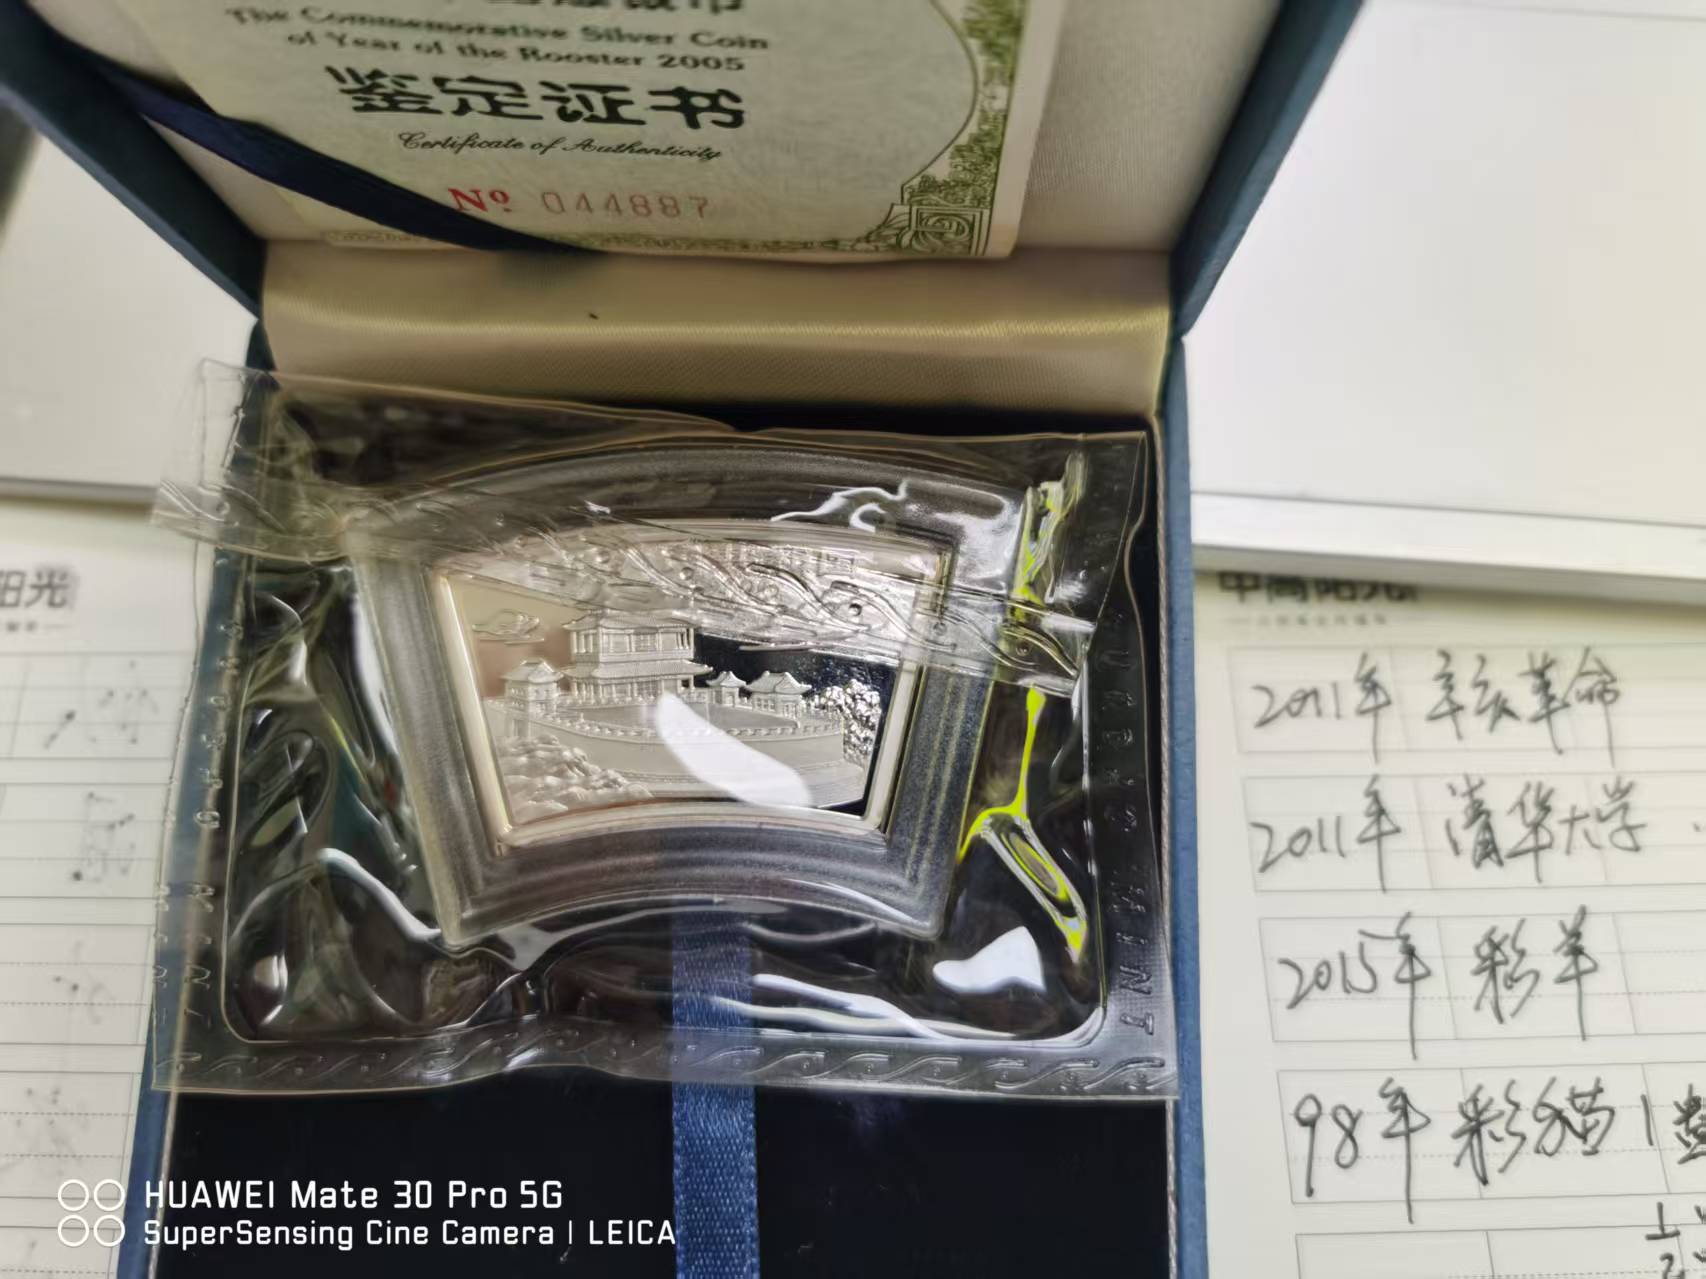 The Commemorative Silver Coin
of Year of the Rooster 2005
鉴定证书
Certificate of Authenticity
Nº 044887
阳光
2011年 辛亥革命
2011年 清华大学
2015年 彩羊
98年 彩猫 1
HUAWEI Mate 30 Pro 5G
SuperSensing Cine Camera | LEICA